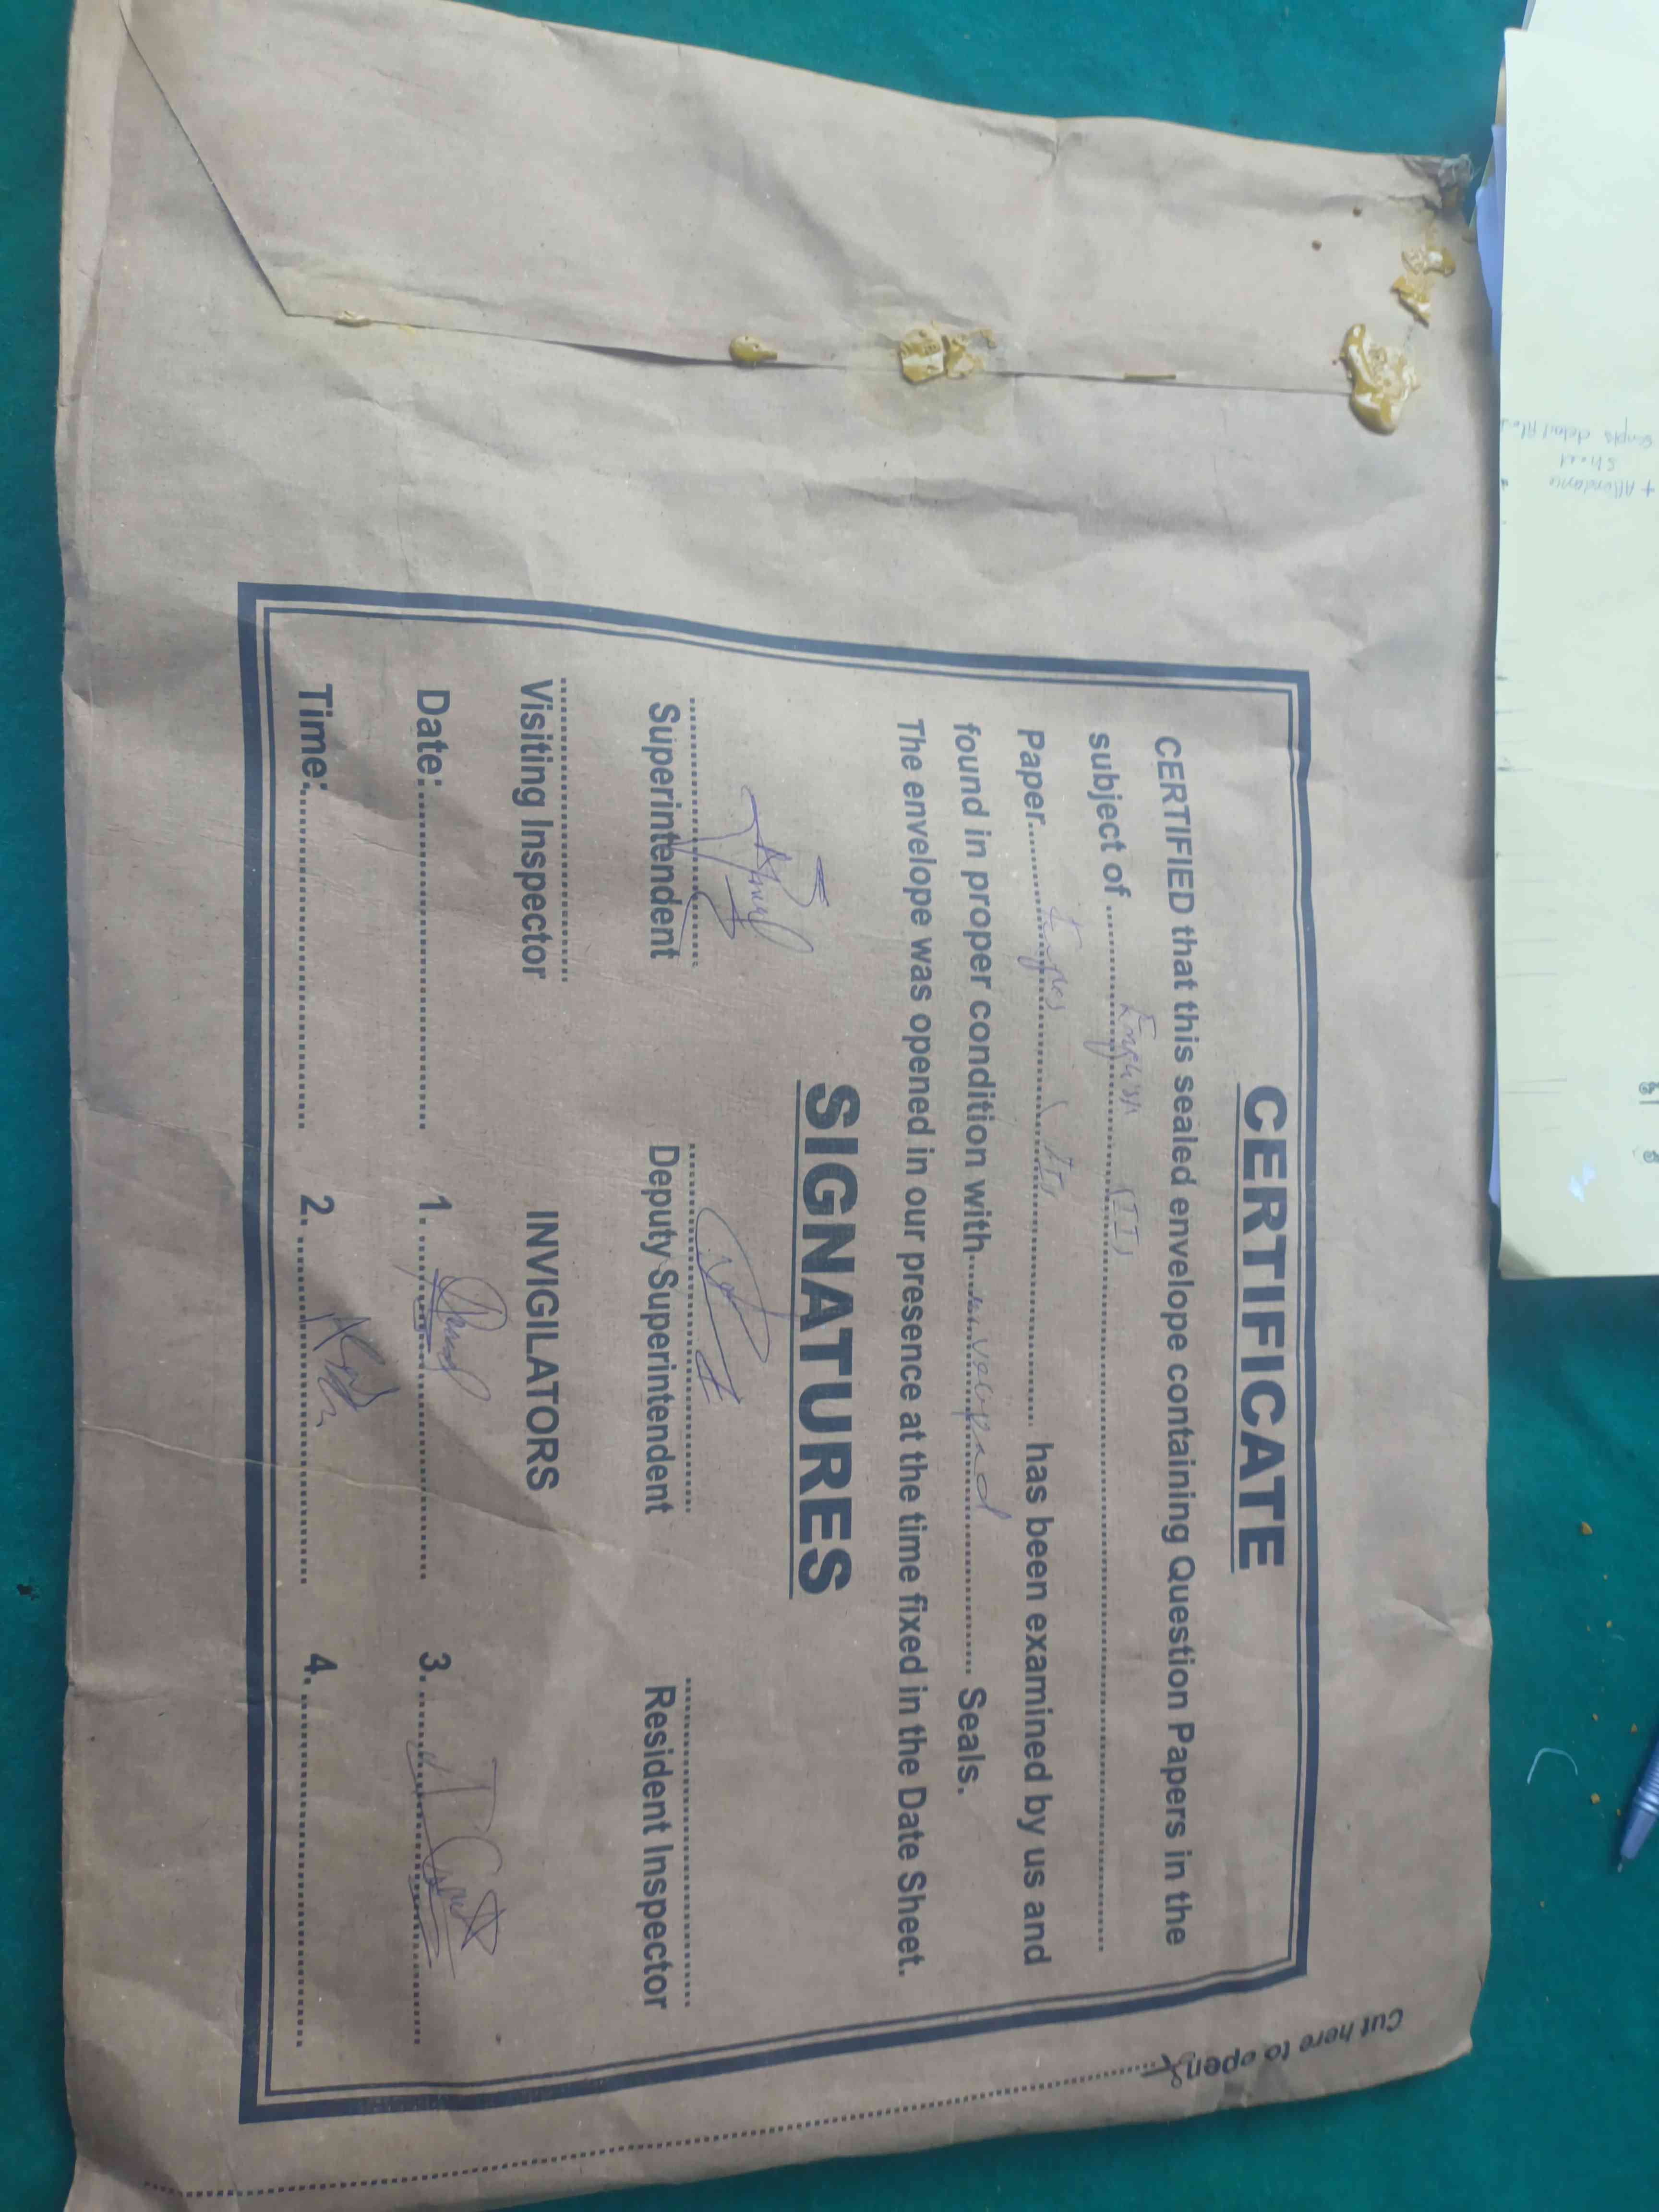 CERTIFICATE
CERTIFIED that this sealed envelope containing Question Papers in the
subject of .......... English (II) ..........
Paper.................... has been examined by us and
found in proper condition with.................... Seals.
The envelope was opened in our presence at the time fixed in the Date Sheet.
SIGNATURES
Superintendent Deputy Superintendent Resident Inspector
Visiting Inspector INVIGILATORS
Date:.......... 1. .......... 3. ..........
Time:.......... 2. .......... 4. ..........
Cut here to open
+ Attendance
sheet